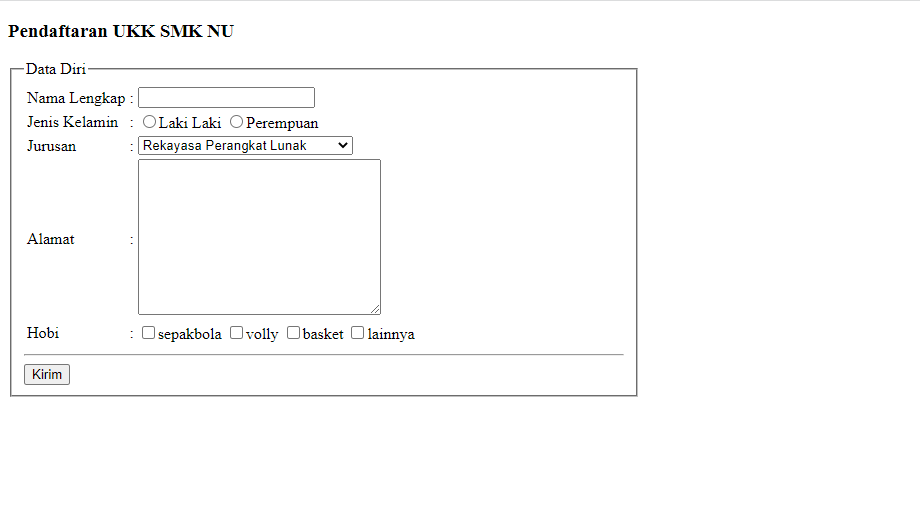 Pendaftaran UKK SMK NU
Data Diri
Nama Lengkap :
Jenis Kelamin : Laki Laki Perempuan
Jurusan : Rekayasa Perangkat Lunak
Alamat :
Hobi : sepakbola volly basket lainnya
Kirim